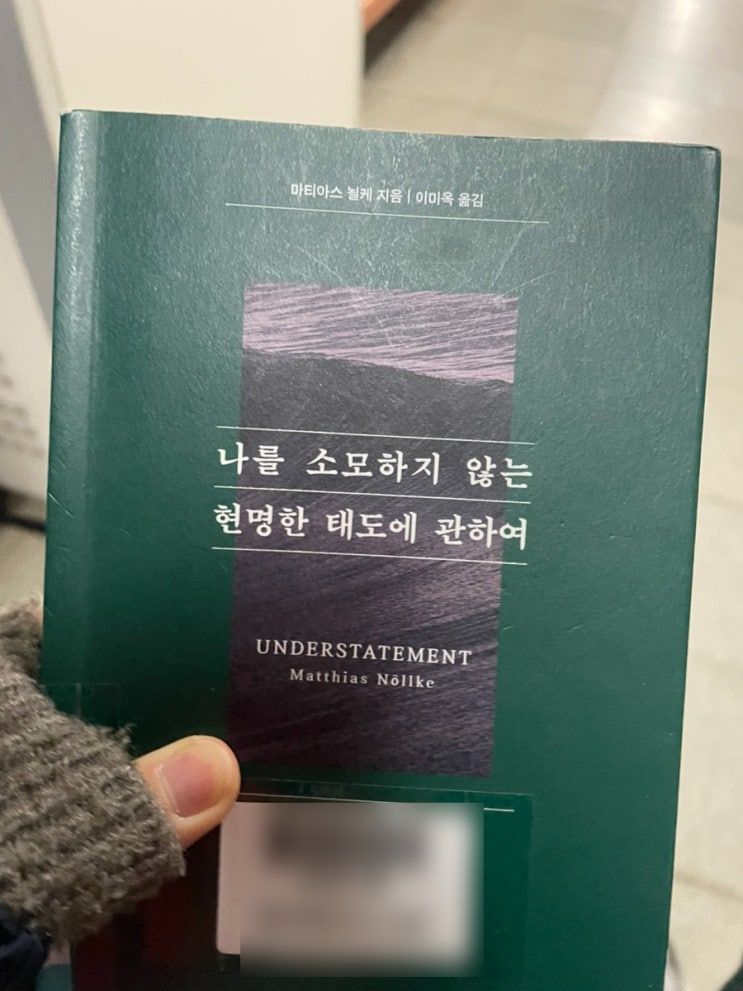 마티아스 뇔케 지음 | 이미옥 옮김
나를 소모하지 않는
현명한 태도에 관하여
UNDERSTATEMENT
Matthias Nöllke